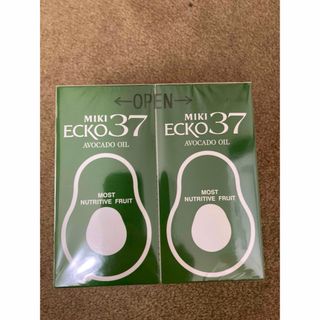 ←OPEN→
MIKI
ECKO37
AVOCADO OIL
MOST
NUTRITIVE FRUIT
MIKI
ECKO37
AVOCADO OIL
MOST
NUTRITIVE FRUIT